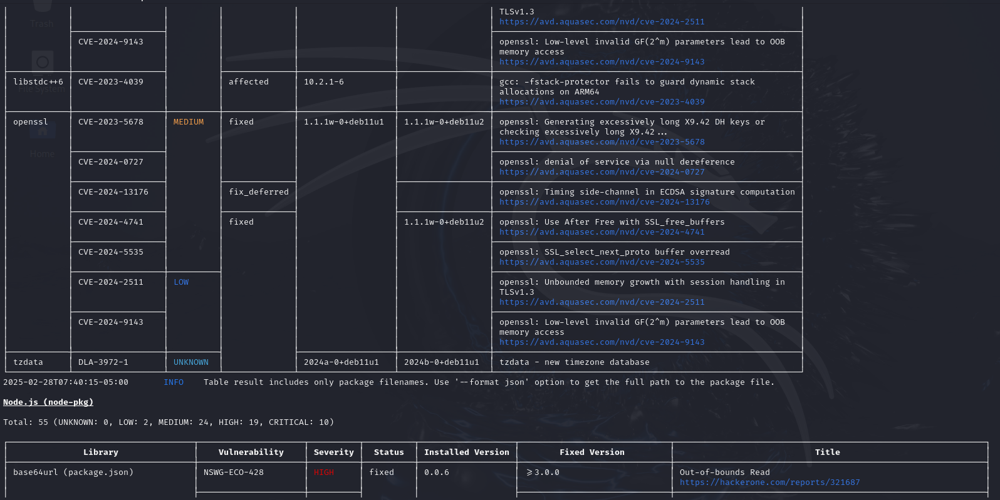 TLSv1.3
https://avd.aquasec.com/nvd/cve-2024-2511
Trash
CVE-2024-9143 openssl: Low-level invalid GF(2^m) parameters lead to OOB
memory access
https://avd.aquasec.com/nvd/cve-2024-9143
libstdc++6 CVE-2023-4039 affected 10.2.1-6 gcc: -fstack-protector fails to guard dynamic stack
File System allocations on ARM64
https://avd.aquasec.com/nvd/cve-2023-4039
openssl CVE-2023-5678 MEDIUM fixed 1.1.1w-0+deb11u1 1.1.1w-0+deb11u2 openssl: Generating excessively long X9.42 DH keys or
checking excessively long X9.42...
https://avd.aquasec.com/nvd/cve-2023-5678
Home
CVE-2024-0727 openssl: denial of service via null dereference
https://avd.aquasec.com/nvd/cve-2024-0727
CVE-2024-13176 fix_deferred openssl: Timing side-channel in ECDSA signature computation
https://avd.aquasec.com/nvd/cve-2024-13176
CVE-2024-4741 fixed 1.1.1w-0+deb11u2 openssl: Use After Free with SSL_free_buffers
https://avd.aquasec.com/nvd/cve-2024-4741
CVE-2024-5535 openssl: SSL_select_next_proto buffer overread
https://avd.aquasec.com/nvd/cve-2024-5535
CVE-2024-2511 LOW openssl: Unbounded memory growth with session handling in
TLSv1.3
https://avd.aquasec.com/nvd/cve-2024-2511
CVE-2024-9143 openssl: Low-level invalid GF(2^m) parameters lead to OOB
memory access
https://avd.aquasec.com/nvd/cve-2024-9143
tzdata DLA-3972-1 UNKNOWN 2024a-0+deb11u1 2024b-0+deb11u1 tzdata - new timezone database
2025-02-28T07:40:15-05:00 INFO Table result includes only package filenames. Use '--format json' option to get the full path to the package file.
Node.js (node-pkg)
Total: 55 (UNKNOWN: 0, LOW: 2, MEDIUM: 24, HIGH: 19, CRITICAL: 10)
Library Vulnerability Severity Status Installed Version Fixed Version Title
base64url (package.json) NSWG-ECO-428 HIGH fixed 0.0.6 >=3.0.0 Out-of-bounds Read
https://hackerone.com/reports/321687